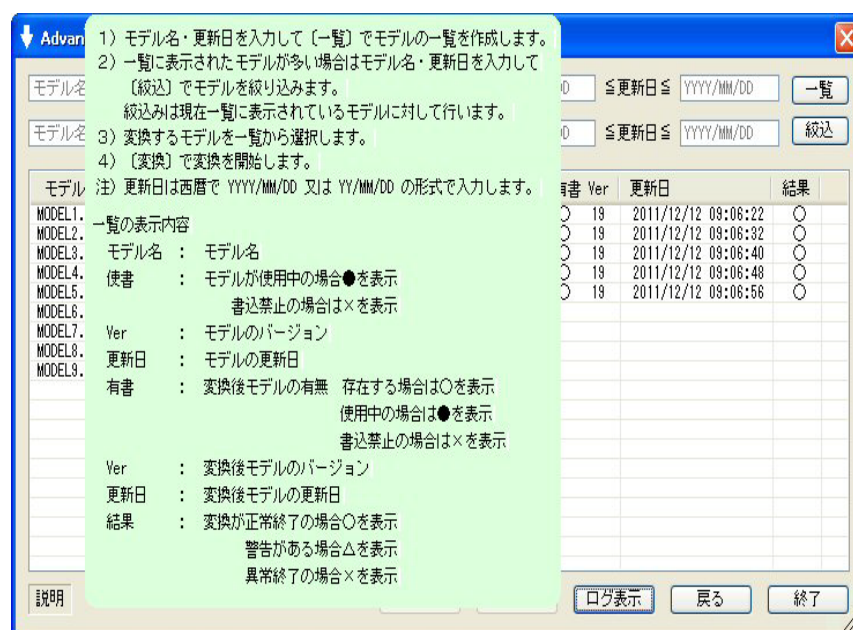 Advan
1) モデル名・更新日を入力して〔一覧〕でモデルの一覧を作成します。
2) 一覧に表示されたモデルが多い場合はモデル名・更新日を入力して
〔絞込〕でモデルを絞り込みます。
絞込みは現在一覧に表示されているモデルに対して行います。
3) 変換するモデルを一覧から選択します。
4) 〔変換〕で変換を開始します。
注) 更新日は西暦で YYYY/MM/DD 又は YY/MM/DD の形式で入力します。
一覧の表示内容
モデル名 : モデル名
使書 : モデルが使用中の場合●を表示
書込禁止の場合は×を表示
Ver : モデルのバージョン
更新日 : モデルの更新日
有書 : 変換後モデルの有無 存在する場合は○を表示
使用中の場合は●を表示
書込禁止の場合は×を表示
Ver : 変換後モデルのバージョン
更新日 : 変換後モデルの更新日
結果 : 変換が正常終了の場合○を表示
警告がある場合△を表示
異常終了の場合×を表示
モデル名 D ≦更新日≦ YYYY/MM/DD 一覧
モデル名 D ≦更新日≦ YYYY/MM/DD 絞込
モデル 有書 Ver 更新日 結果
MODEL1. ○ 19 2011/12/12 09:06:22 ○
MODEL2. ○ 19 2011/12/12 09:06:32 ○
MODEL3. ○ 19 2011/12/12 09:06:40 ○
MODEL4. ○ 19 2011/12/12 09:06:48 ○
MODEL5. ○ 19 2011/12/12 09:06:56 ○
MODEL6.
MODEL7.
MODEL8.
MODEL9.
説明 ログ表示 戻る 終了